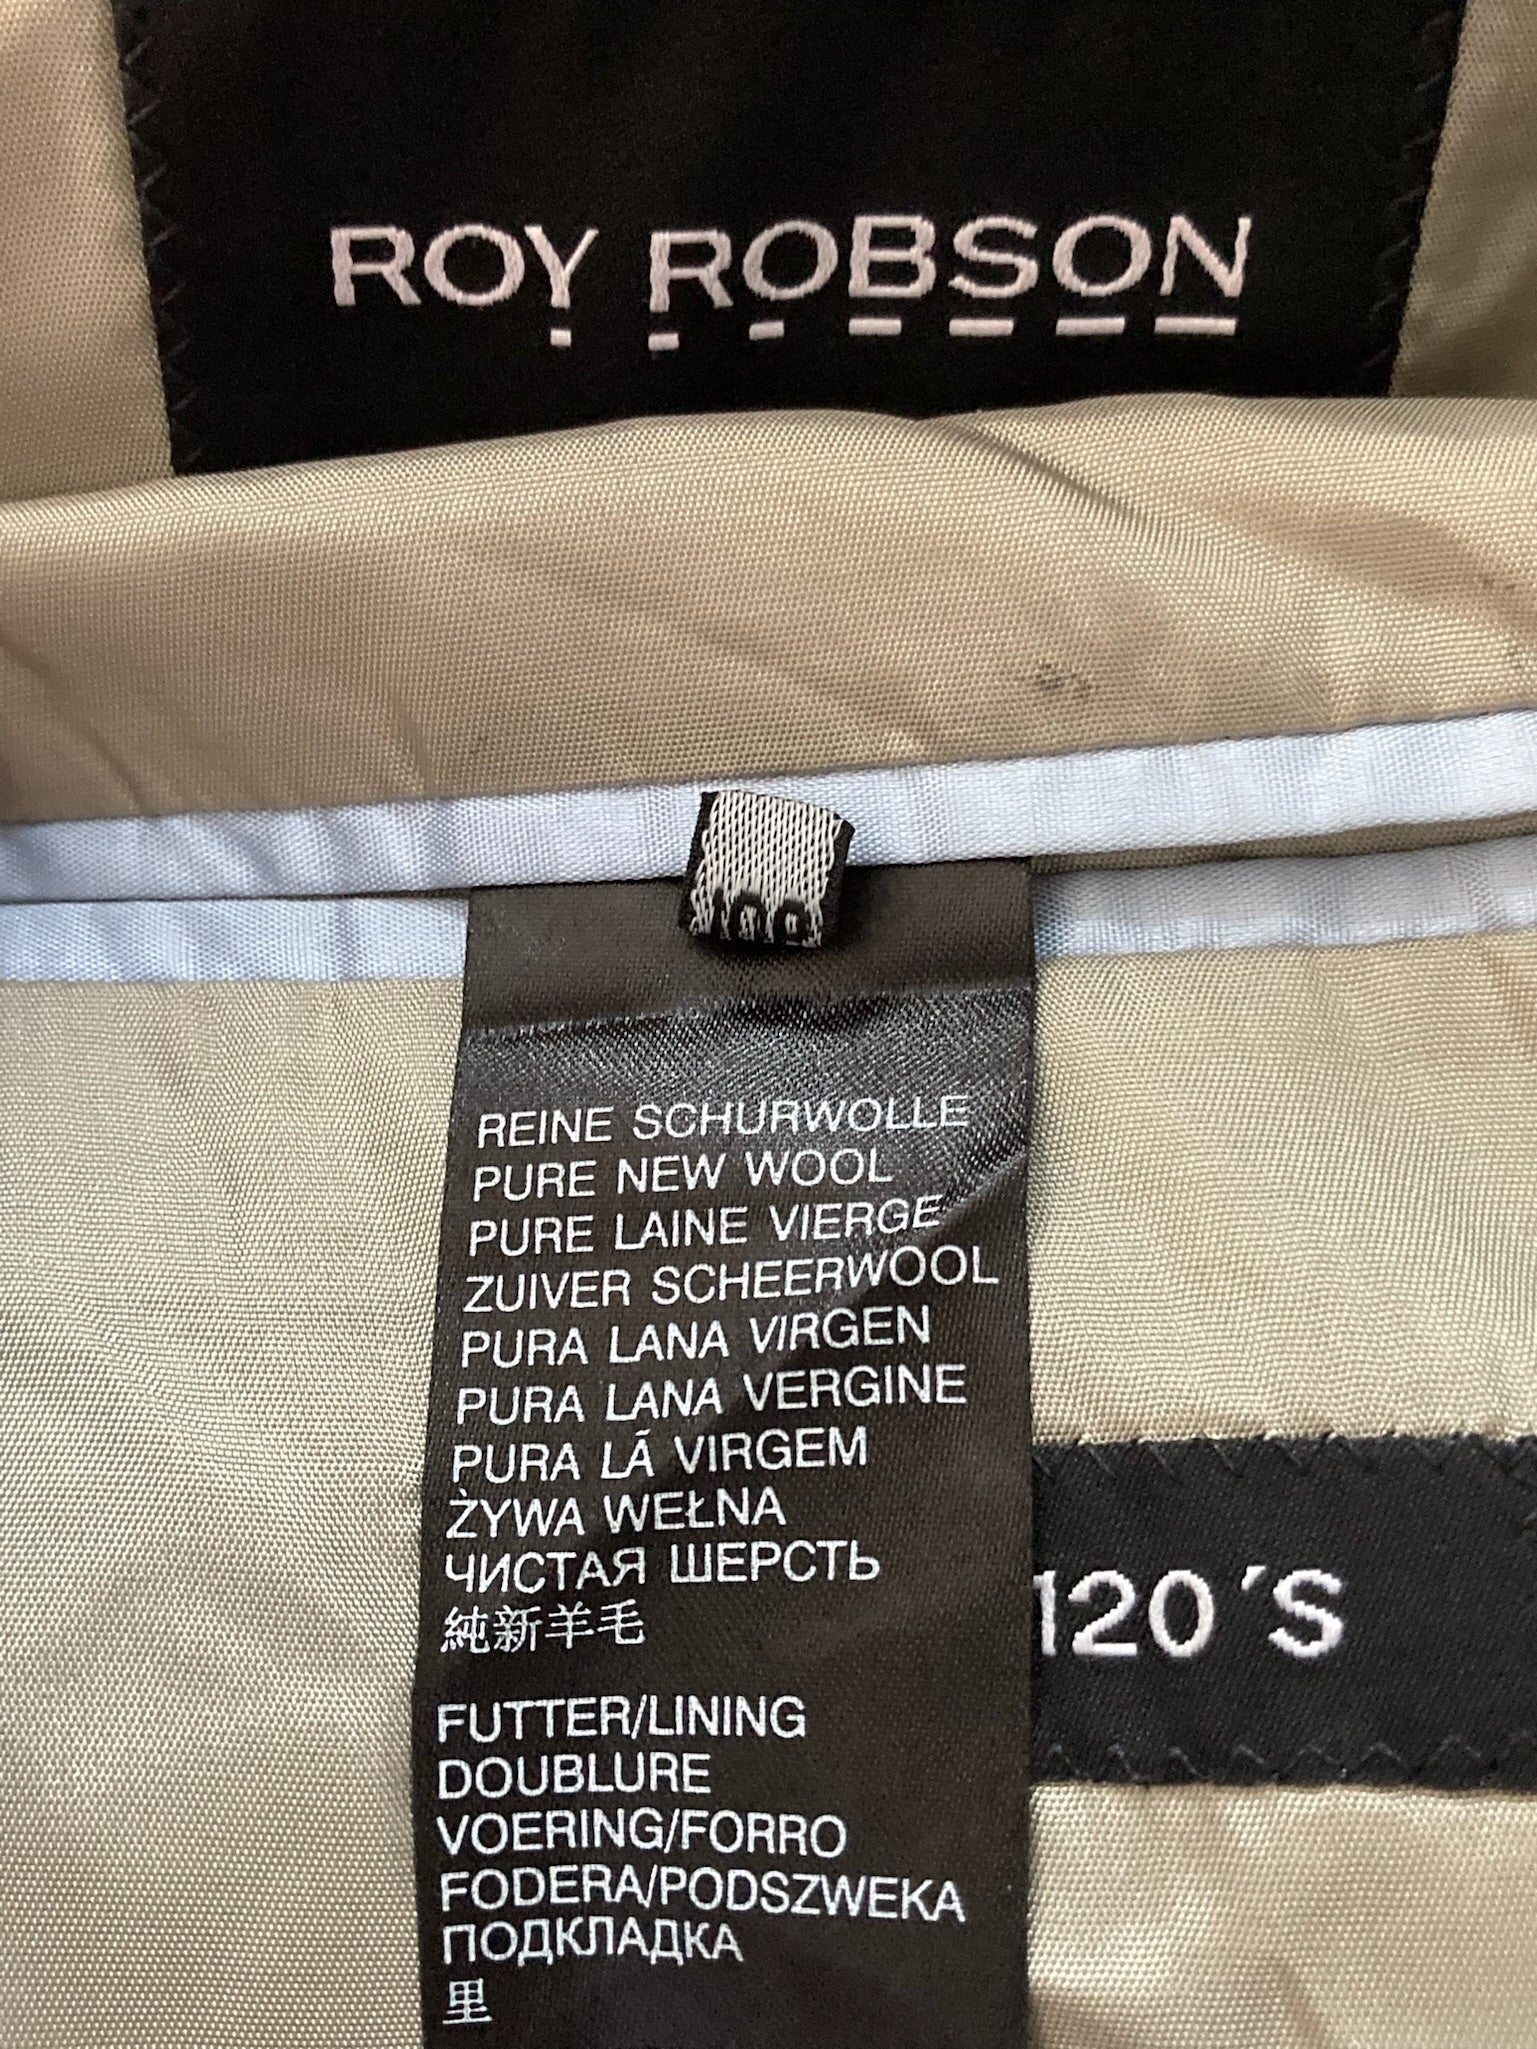 ROY ROBSON
REINE SCHURWOLLE
PURE NEW WOOL
PURE LAINE VIERGE
ZUIVER SCHEERWOOL
PURA LANA VIRGEN
PURA LANA VERGINE
PURA LÃ VIRGEM
ŻYWA WEŁNA
ЧИСТАЯ ШЕРСТЬ
純新羊毛
120´S
FUTTER/LINING
DOUBLURE
VOERING/FORRO
FODERA/PODSZWEKA
ПОДКЛАДКА
里